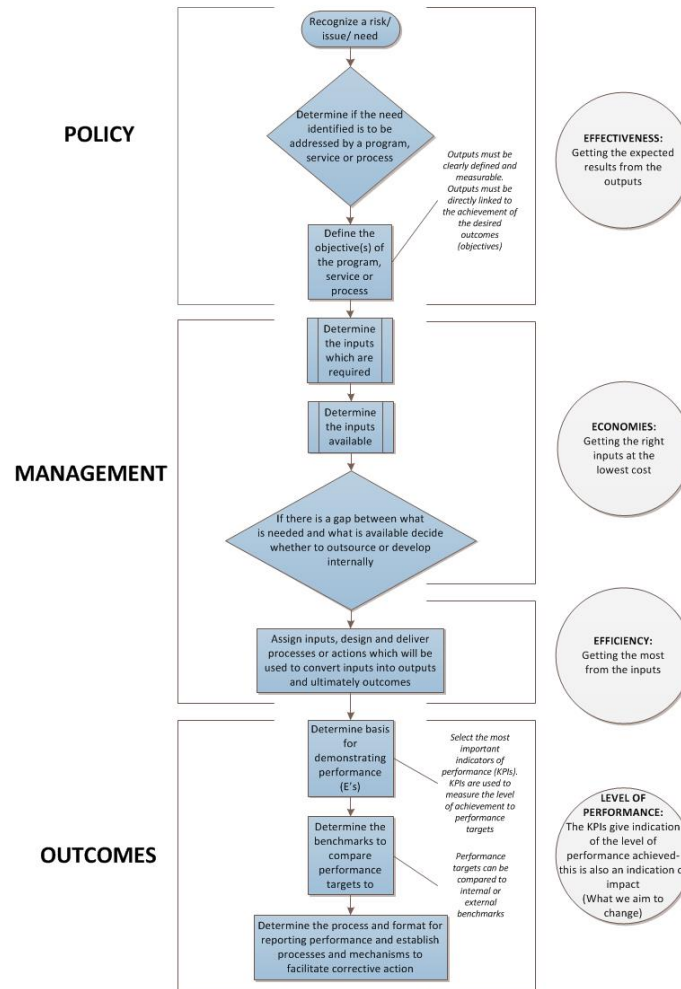 Recognize a risk/
issue/ need
POLICY
Determine if the need
identified is to be
addressed by a program,
service or process
Outputs must be
clearly defined and
measurable.
Outputs must be
directly linked to
the achievement of
the desired
outcomes
(objectives)
EFFECTIVENESS:
Getting the expected
results from the
outputs
Define the
objective(s) of
the program,
service or
process
MANAGEMENT
Determine
the inputs
which are
required
Determine
the inputs
available
ECONOMIES:
Getting the right
inputs at the
lowest cost
If there is a gap between what
is needed and what is available decide
whether to outsource or develop
internally
Assign inputs, design and deliver
processes or actions which will be
used to convert inputs into outputs
and ultimately outcomes
EFFICIENCY:
Getting the most
from the inputs
OUTCOMES
Determine basis
for
demonstrating
performance
(E's)
Select the most
important
indicators of
performance (KPIs).
KPIs are used to
measure the level
of achievement to
performance
targets
Determine the
benchmarks to
compare
performance
targets to
Performance
targets can be
compared to
internal or
external
benchmarks
LEVEL OF
PERFORMANCE:
The KPIs give indication
of the level of
performance achieved-
this is also an indication
impact
(What we aim to
change)
Determine the process and format for
reporting performance and establish
processes and mechanisms to
facilitate corrective action